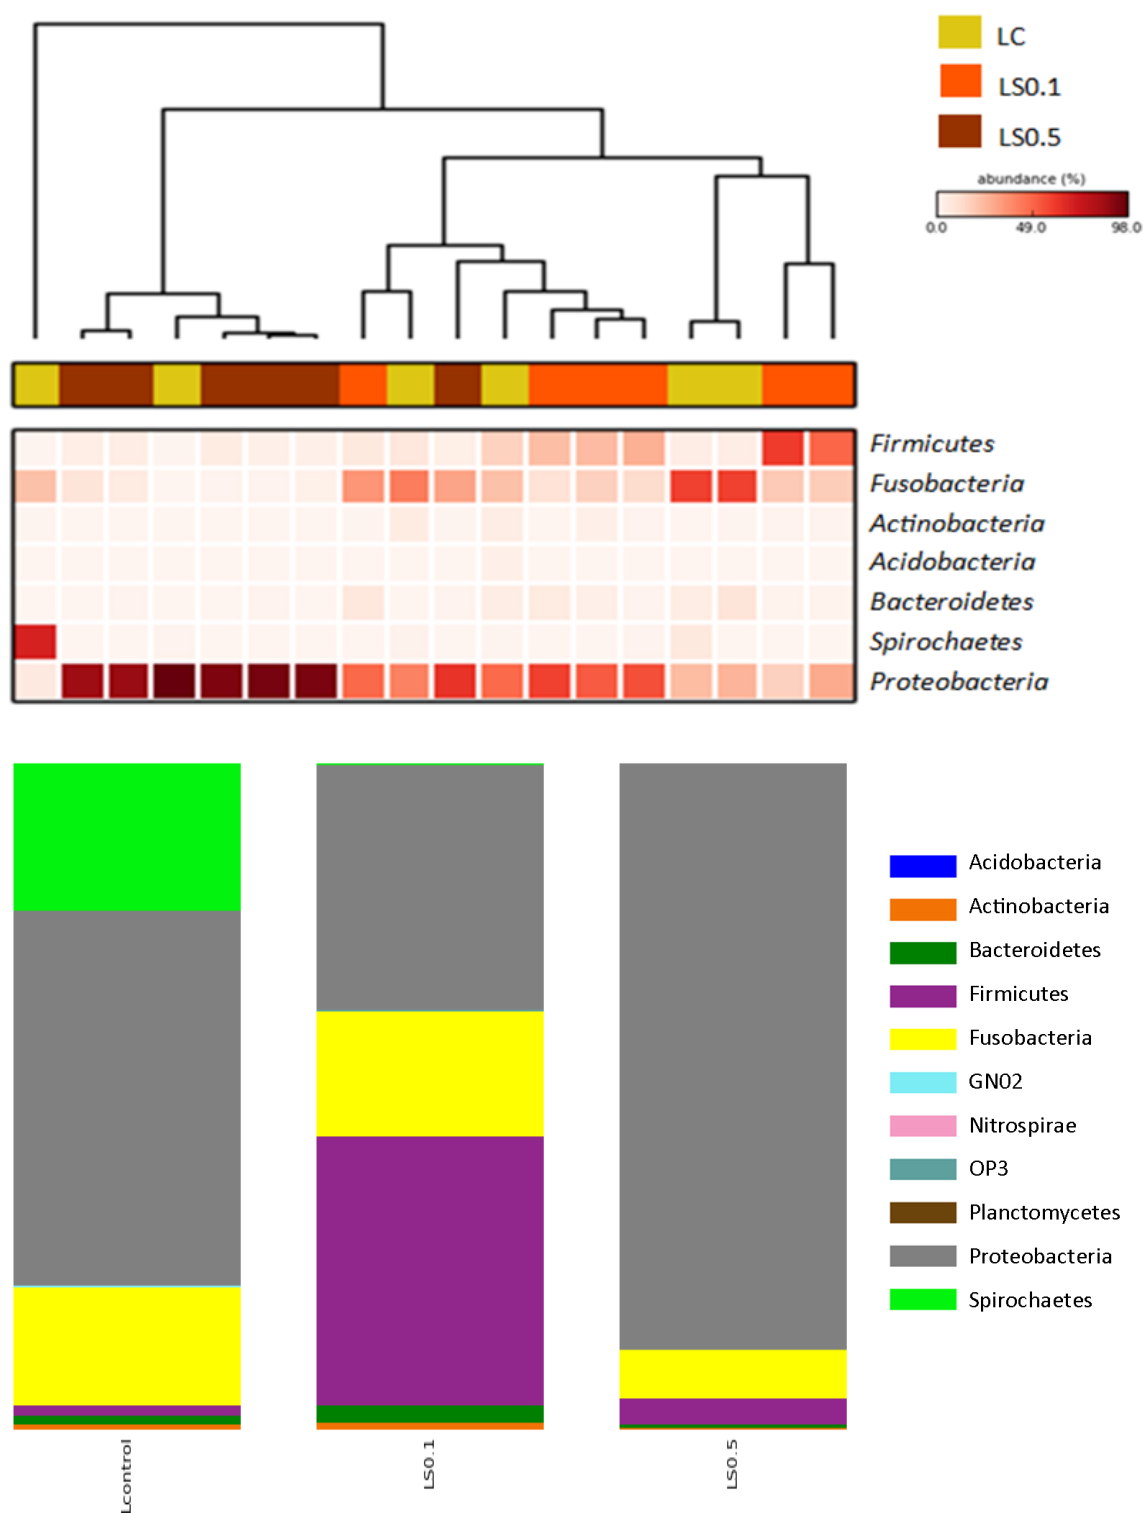 LC
LS0.1
LS0.5
abundance (%)
0.0 49.0 98.0
Firmicutes
Fusobacteria
Actinobacteria
Acidobacteria
Bacteroidetes
Spirochaetes
Proteobacteria
Acidobacteria
Actinobacteria
Bacteroidetes
Firmicutes
Fusobacteria
GN02
Nitrospirae
OP3
Planctomycetes
Proteobacteria
Spirochaetes
Lcontrol
LS0.1
LS0.5